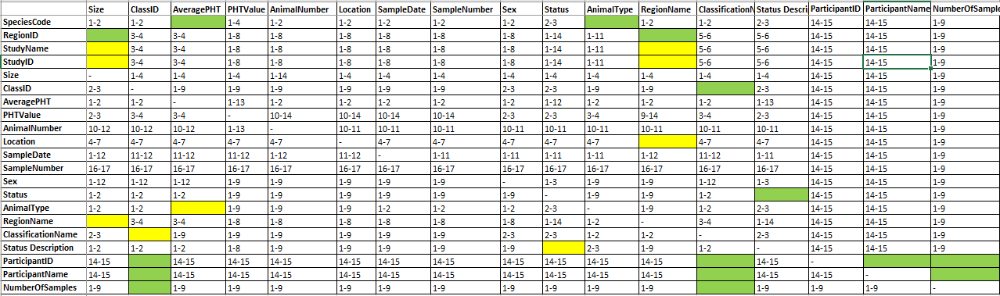 Size ClassID AveragePHT PHTValue AnimalNumber Location SampleDate SampleNumber Sex Status AnimalType RegionName ClassificationN Status Descri ParticipantID ParticipantName NumberOfSample
SpeciesCode 1-2 1-2 1-4 1-2 1-2 1-2 1-2 1-2 2-3 1-2 1-2 2-3 14-15 14-15 1-9
RegionID 3-4 3-4 1-8 1-8 1-8 1-8 1-8 1-8 1-14 1-11 5-6 5-6 14-15 14-15 1-9
StudyName 3-4 3-4 1-8 1-8 1-8 1-8 1-8 1-8 1-14 1-11 5-6 5-6 14-15 14-15 1-9
StudyID 3-4 3-4 1-8 1-8 1-8 1-8 1-8 1-8 1-14 1-11 5-6 5-6 14-15 14-15 1-9
Size - 1-4 1-4 1-4 1-14 1-4 1-4 1-4 1-4 1-4 1-4 1-4 1-4 1-4 14-15 14-15 1-9
ClassID 2-3 - 1-9 1-9 1-9 1-9 1-9 1-9 2-3 2-3 1-9 1-9 2-3 14-15 14-15 1-9
AveragePHT 1-2 1-2 - 1-13 1-2 1-2 1-2 1-2 1-2 1-12 1-2 1-2 1-2 1-13 14-15 14-15 1-9
PHTValue 2-3 3-4 3-4 - 10-14 10-14 10-14 10-14 2-3 2-3 3-4 9-14 3-4 2-3 14-15 14-15 1-9
AnimalNumber 10-12 10-12 10-12 1-13 - 10-11 10-11 10-11 10-11 10-11 10-11 10-11 10-11 10-11 14-15 14-15 1-9
Location 4-7 4-7 4-7 4-7 4-7 - 4-7 4-7 4-7 4-7 4-7 4-7 4-7 14-15 14-15 1-9
SampleDate 1-12 11-12 11-12 11-12 1-12 11-12 - 1-11 1-11 1-11 1-11 1-12 11-12 1-11 14-15 14-15 1-9
SampleNumber 16-17 16-17 16-17 16-17 16-17 16-17 16-17 - 16-17 16-17 16-17 16-17 16-17 16-17 14-15 14-15 1-9
Sex 1-12 1-12 1-12 1-9 1-9 1-9 1-9 1-9 - 1-3 1-9 1-9 1-12 1-3 14-15 14-15 1-9
Status 1-2 1-2 1-2 1-9 1-9 1-9 1-9 1-9 1-9 - 1-9 1-9 1-2 14-15 14-15 1-9
AnimalType 1-2 1-2 1-9 1-9 1-9 1-2 1-2 1-2 2-3 - 1-9 1-2 2-3 14-15 14-15 1-9
RegionName 3-4 3-4 1-8 1-8 1-8 1-8 1-8 1-8 1-14 1-2 - 3-4 1-14 14-15 14-15 1-9
ClassificationName 2-3 1-9 1-9 1-9 1-9 1-9 1-9 2-3 2-3 1-2 1-2 - 2-3 14-15 14-15 1-9
Status Description 1-2 1-2 1-2 1-8 1-9 1-9 1-9 1-9 1-9 2-3 1-9 1-2 - 14-15 14-15 1-9
ParticipantID 14-15 14-15 14-15 14-15 14-15 14-15 14-15 14-15 14-15 14-15 14-15 14-15 -
ParticipantName 14-15 14-15 14-15 14-15 14-15 14-15 14-15 14-15 14-15 14-15 14-15 14-15 14-15 -
NumberOfSamples 1-9 1-9 1-9 1-9 1-9 1-9 1-9 1-9 1-9 1-9 1-9 1-9 1-9 1-9 -